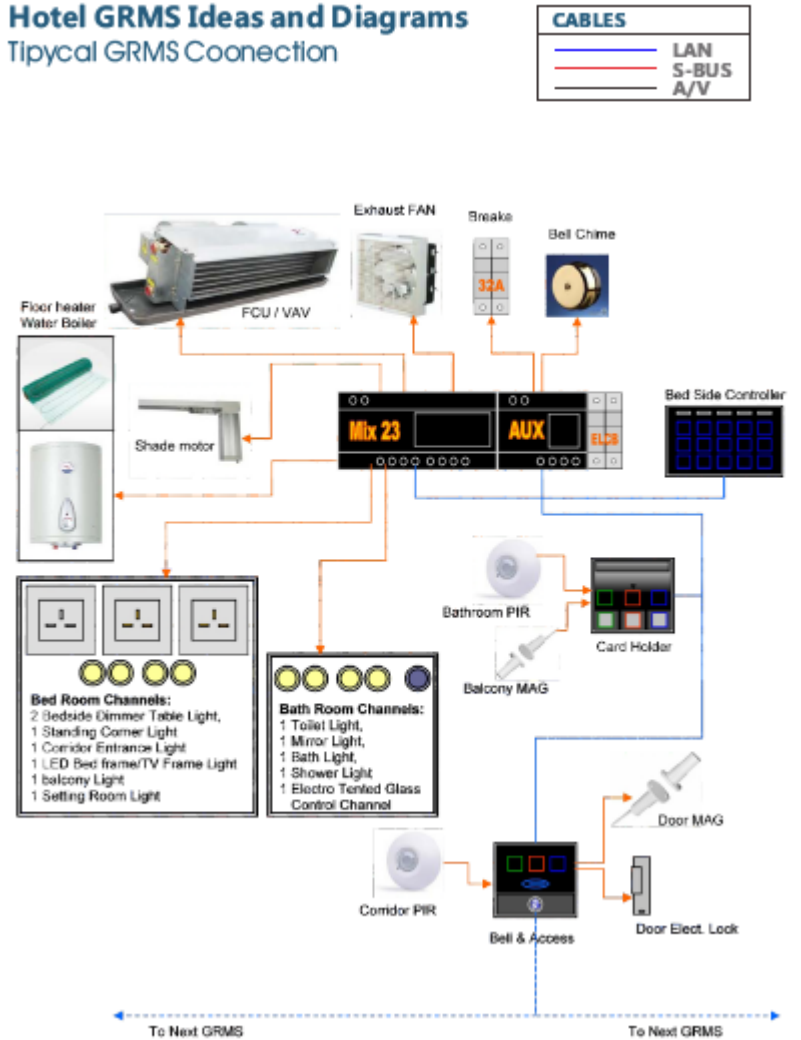 Hotel GRMS Ideas and Diagrams
Tipycal GRMS Coonection
CABLES
LAN
S-BUS
A/V
Exhaust FAN
Breake
Bell Chime
32A
FCU / VAV
Floor heater
Water Boiler
Shade motor
Mix 23
AUX
ELCB
Bed Side Controller
Bathroom PIR
Balcony MAG
Card Holder
Bed Room Channels:
2 Bedside Dimmer Table Light,
1 Standing Corner Light
1 Corridor Entrance Light
1 LED Bed frame/TV Frame Light
1 balcony Light
1 Setting Room Light
Bath Room Channels:
1 Toilet Light,
1 Mirror Light,
1 Bath Light,
1 Shower Light
1 Electro Tented Glass
Control Channel
Door MAG
Corridor PIR
Bell & Access
Door Elect. Lock
To Next GRMS
To Next GRMS